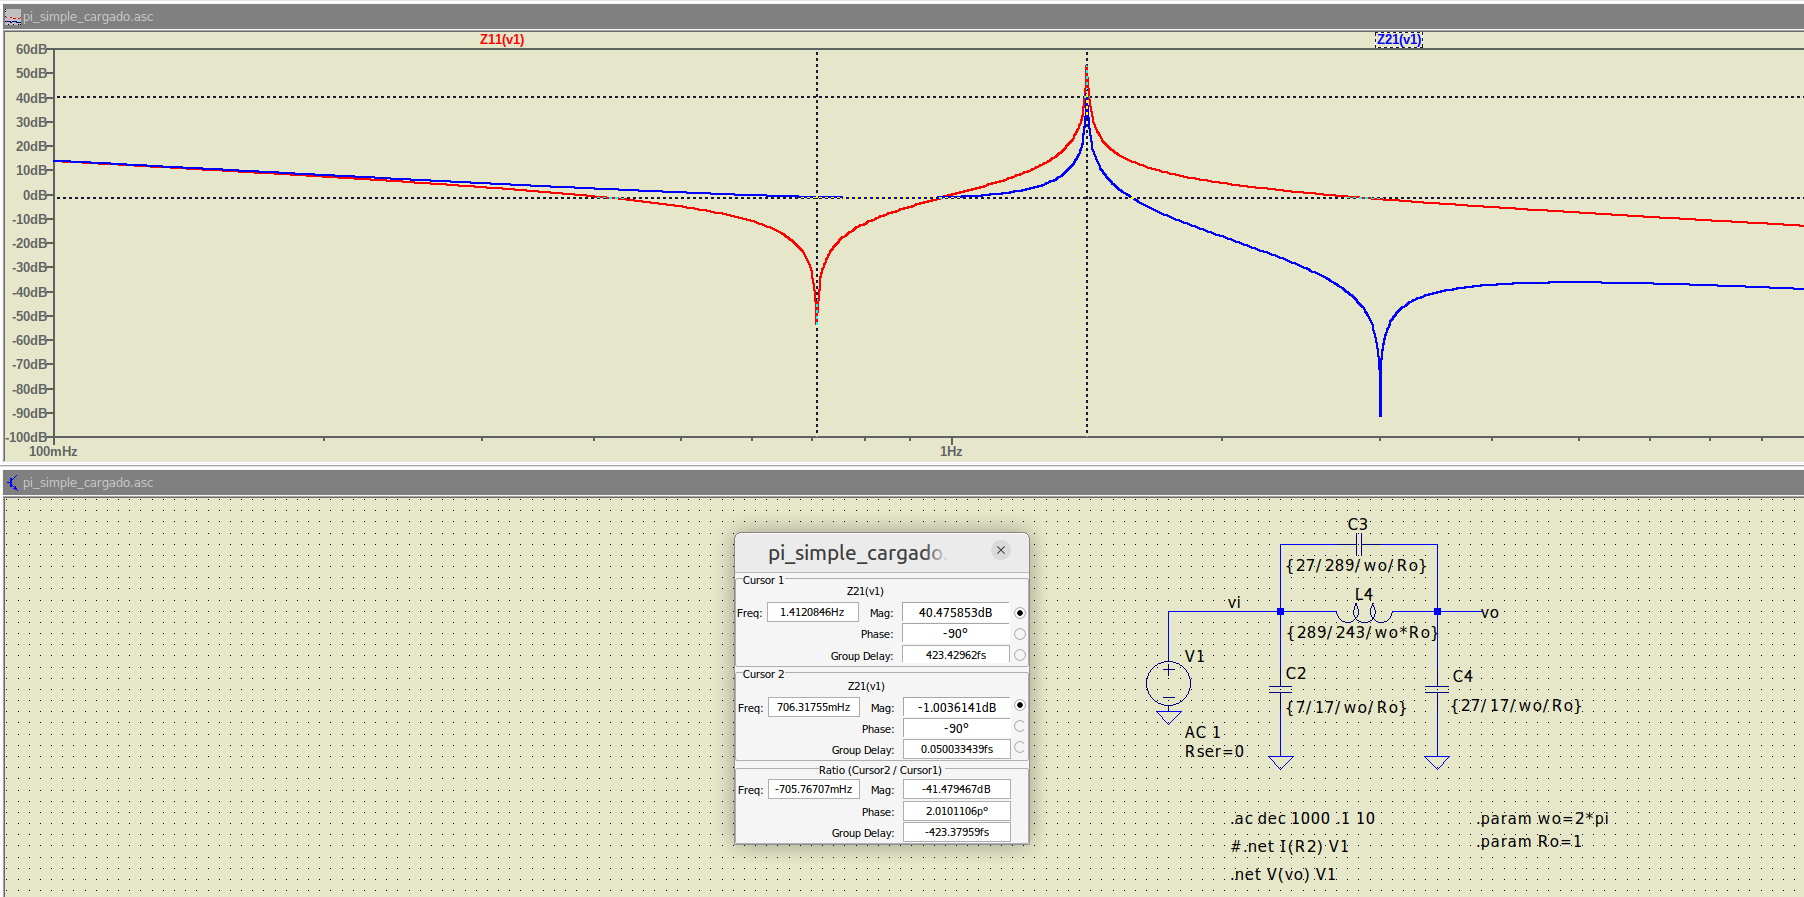 pi_simple_cargado.asc
Z11(v1)
Z21(v1)
60dB
50dB
40dB
30dB
20dB
10dB
0dB
-10dB
-20dB
-30dB
-40dB
-50dB
-60dB
-70dB
-80dB
-90dB
-100dB
100mHz
1Hz
pi_simple_cargado.asc
pi_simple_cargado.
Cursor 1
Z21(v1)
Freq: 1.4120846Hz Mag: 40.475853dB
Phase: -90°
Group Delay: 423.42962fs
Cursor 2
Z21(v1)
Freq: 706.31755mHz Mag: -1.0036141dB
Phase: -90°
Group Delay: 0.050033439fs
Ratio (Cursor2 / Cursor1)
Freq: -705.76707mHz Mag: -41.479467dB
Phase: 2.0101106p°
Group Delay: -423.37959fs
C3
{27/289/wo/Ro}
L4
{289/243/wo*Ro}
vi
vo
V1
AC 1
Rser=0
C2
{7/17/wo/Ro}
C4
{27/17/wo/Ro}
.ac dec 1000 .1 10
#.net I(R2) V1
.net V(vo) V1
.param wo=2*pi
.param Ro=1